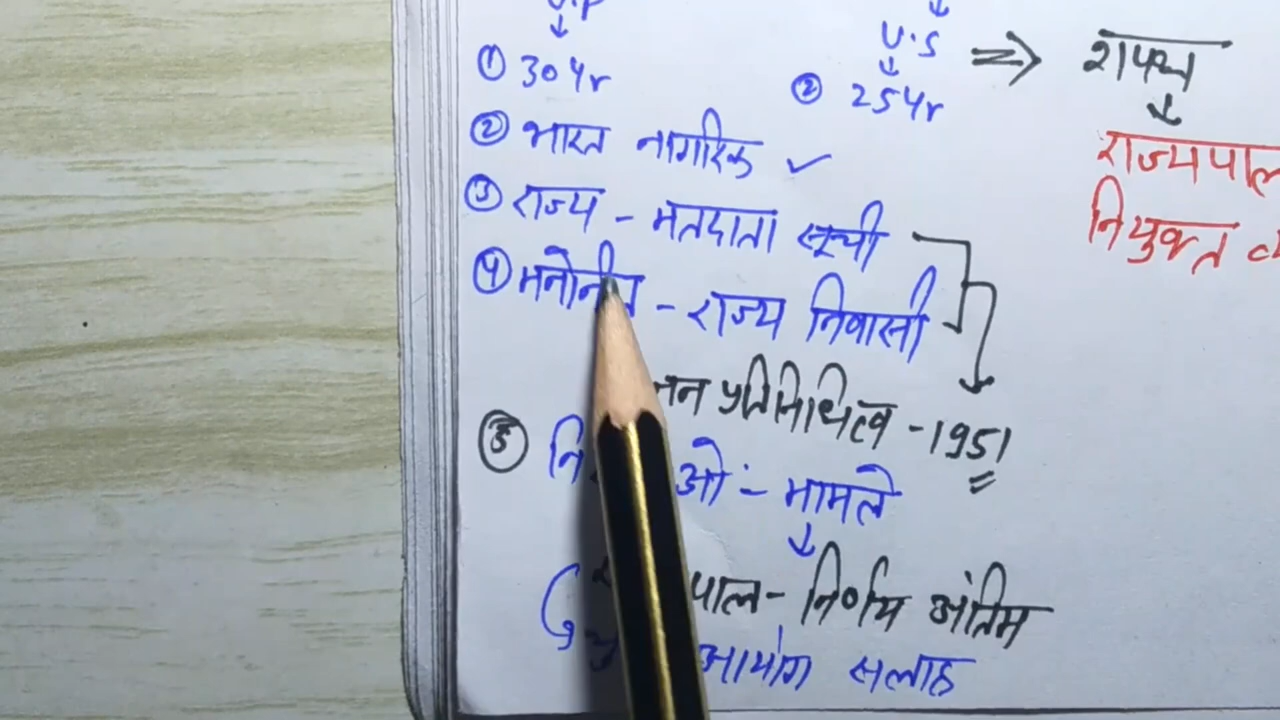 V.P
① 30 Yr
② भारत नागरिक ✓
③ राज्य - मतदाता सूची
④ मनोनीत - राज्य निवासी
जन प्रतिनिधित्व - 1951
⑤ ओं :- मामले
पाल - निर्णय अंतिम
आयोग सलाह
V.S
② 25 Yr
⇒ शपथ
राज्यपाल
नियुक्त